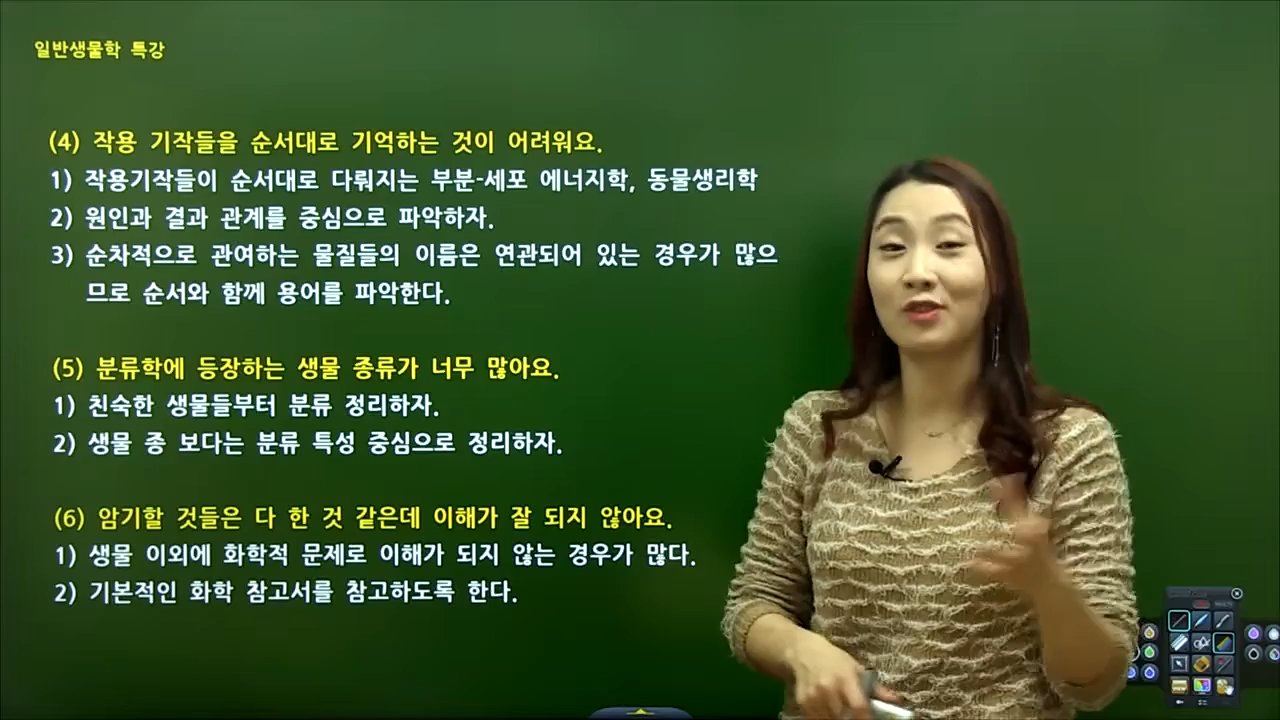 일반생물학 특강
(4) 작용 기작들을 순서대로 기억하는 것이 어려워요.
1) 작용기작들이 순서대로 다뤄지는 부분-세포 에너지학, 동물생리학
2) 원인과 결과 관계를 중심으로 파악하자.
3) 순차적으로 관여하는 물질들의 이름은 연관되어 있는 경우가 많으
므로 순서와 함께 용어를 파악한다.
(5) 분류학에 등장하는 생물 종류가 너무 많아요.
1) 친숙한 생물들부터 분류 정리하자.
2) 생물 종 보다는 분류 특성 중심으로 정리하자.
(6) 암기할 것들은 다 한 것 같은데 이해가 잘 되지 않아요.
1) 생물 이외에 화학적 문제로 이해가 되지 않는 경우가 많다.
2) 기본적인 화학 참고서를 참고하도록 한다.